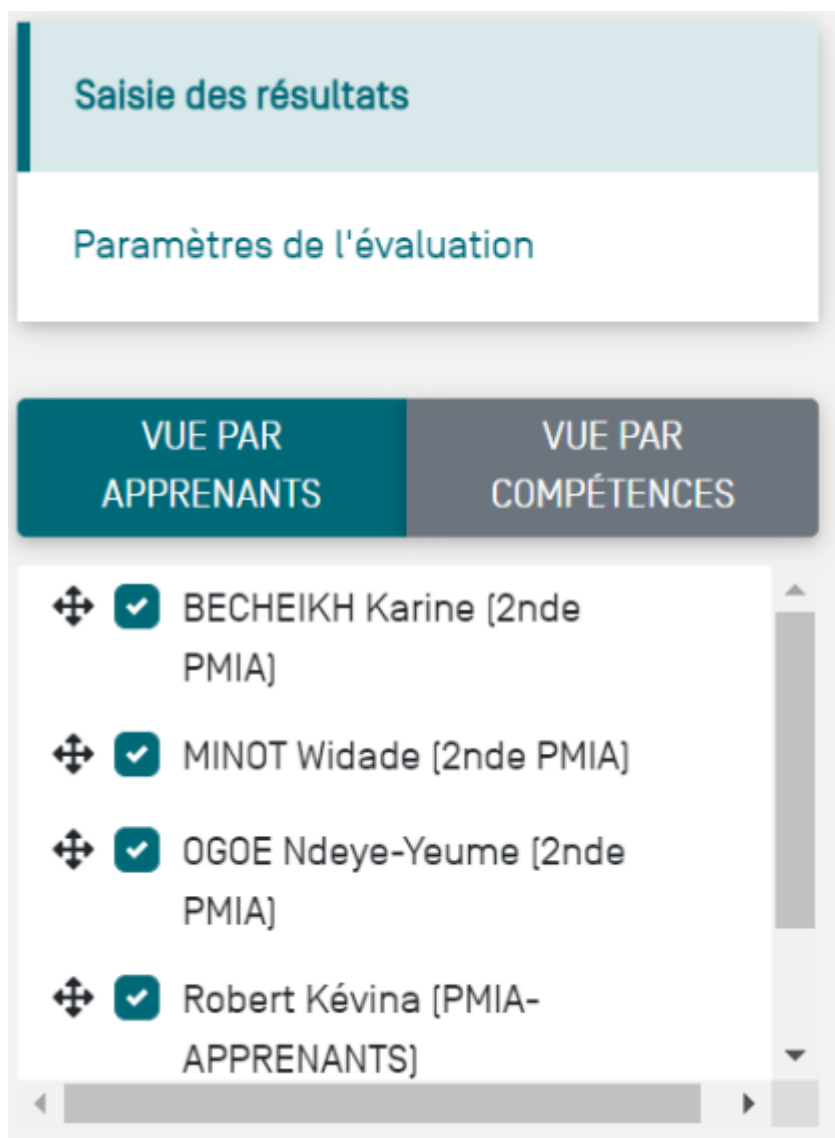 Saisie des résultats
Paramètres de l'évaluation
VUE PAR
APPRENANTS
VUE PAR
COMPÉTENCES
BECHEIKH Karine (2nde
PMIA)
MINOT Widade (2nde PMIA)
OGOE Ndeye-Yeume (2nde
PMIA)
Robert Kévina (PMIA-
APPRENANTS)